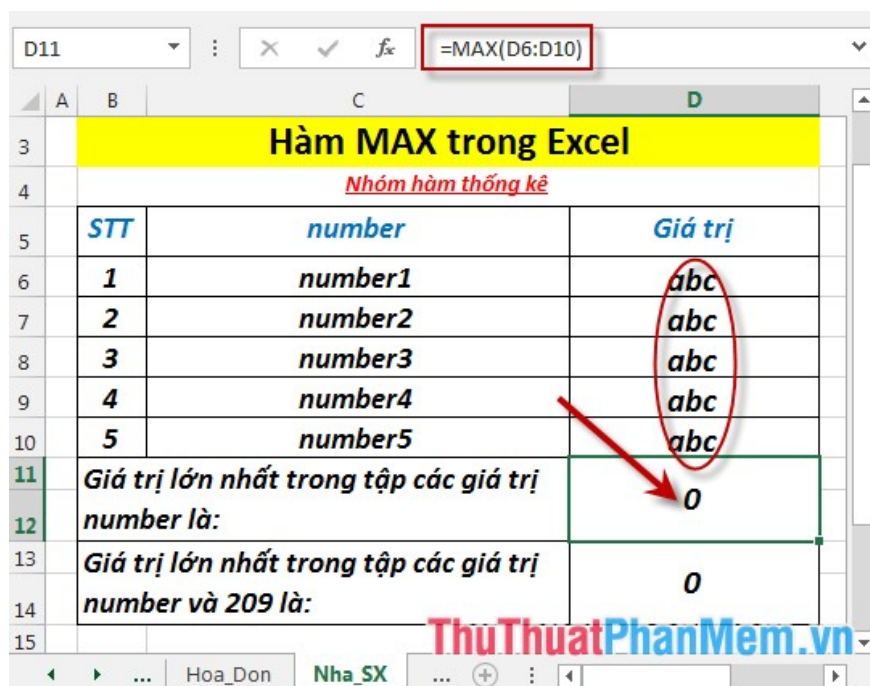 D11 fx =MAX(D6:D10)
A B C D
3 Hàm MAX trong Excel
4 Nhóm hàm thống kê
5 STT number Giá trị
6 1 number1 abc
7 2 number2 abc
8 3 number3 abc
9 4 number4 abc
10 5 number5 abc
11 Giá trị lớn nhất trong tập các giá trị
12 number là: 0
13 Giá trị lớn nhất trong tập các giá trị
14 number và 209 là: 0
15 ThuThuatPhanMem.vn
... Hoa_Don Nha_SX ...